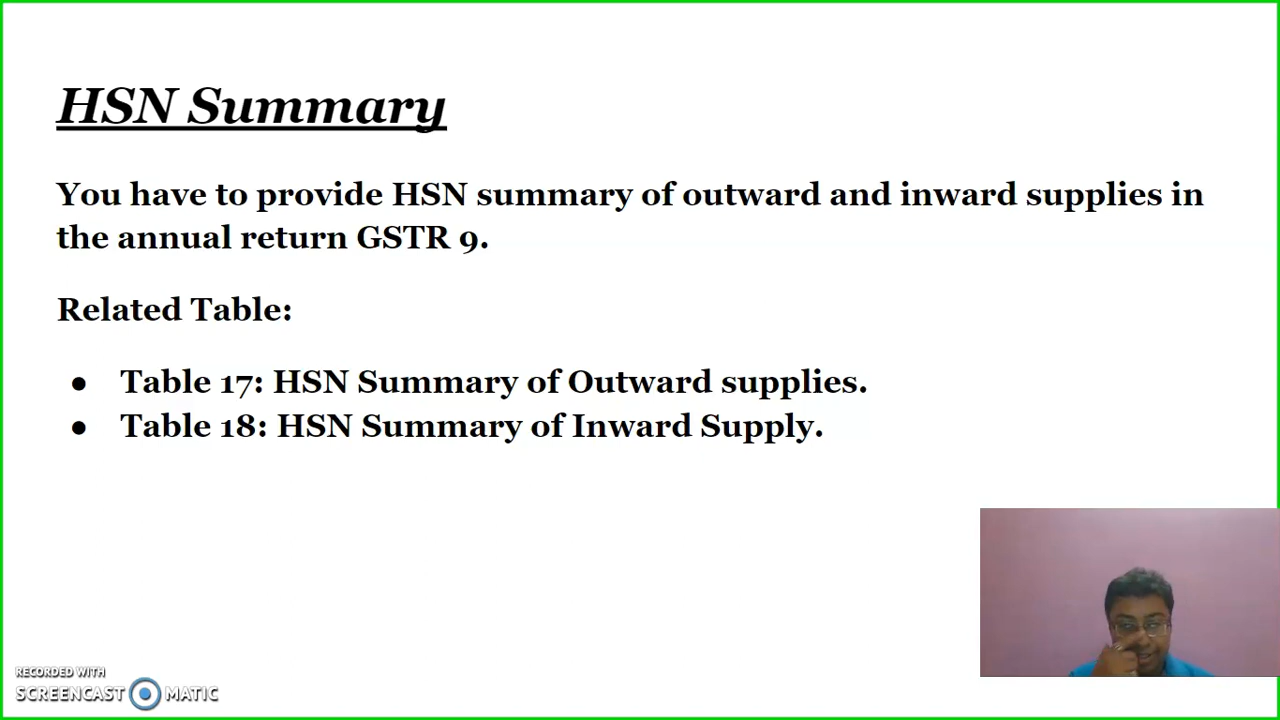 HSN Summary
You have to provide HSN summary of outward and inward supplies in
the annual return GSTR 9.
Related Table:
● Table 17: HSN Summary of Outward supplies.
● Table 18: HSN Summary of Inward Supply.
RECORDED WITH
SCREENCAST MATIC